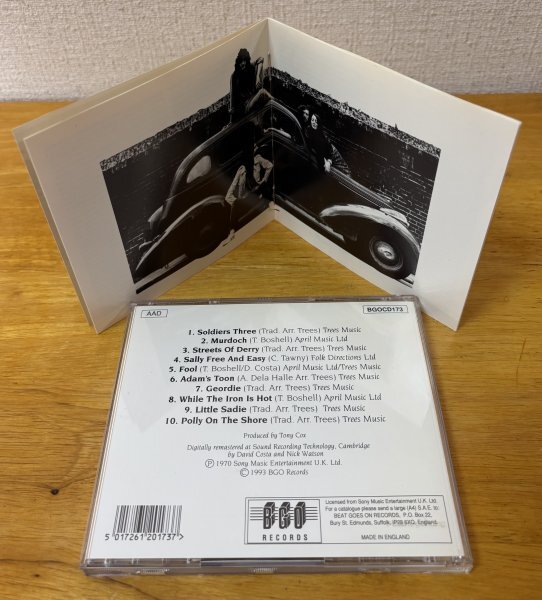 AAD
BGOCD173
1. Soldiers Three (Trad. Arr. Trees) Trees Music
2. Murdoch (T. Boshell) April Music Ltd
3. Streets Of Derry (Trad. Arr. Trees) Trees Music
4. Sally Free And Easy (C. Tawny) Folk Directions Ltd
5. Fool (T. Boshell/D. Costa) April Music Ltd/Trees Music
6. Adam's Toon (A. Dela Halle Arr. Trees) Trees Music
7. Geordie (Trad. Arr. Trees) Trees Music
8. While The Iron Is Hot (T. Boshell) April Music Ltd
9. Little Sadie (Trad. Arr. Trees) Trees Music
10. Polly On The Shore (Trad. Arr. Trees) Trees Music
Produced by Tony Cox
Digitally remastered at Sound Recording Technology, Cambridge
by David Costa and Nick Watson
Ⓟ 1970 Sony Music Entertainment U.K. Ltd.
© 1993 BGO Records
5 017261 201737 >
BGO
RECORDS
Licensed from Sony Music Entertainment U.K. Ltd.
For a catalogue please send a large (A4) S.A.E. to:
BEAT GOES ON RECORDS, P.O. Box 22,
Bury St. Edmunds, Suffolk, IP28 6XQ, England.
MADE IN ENGLAND